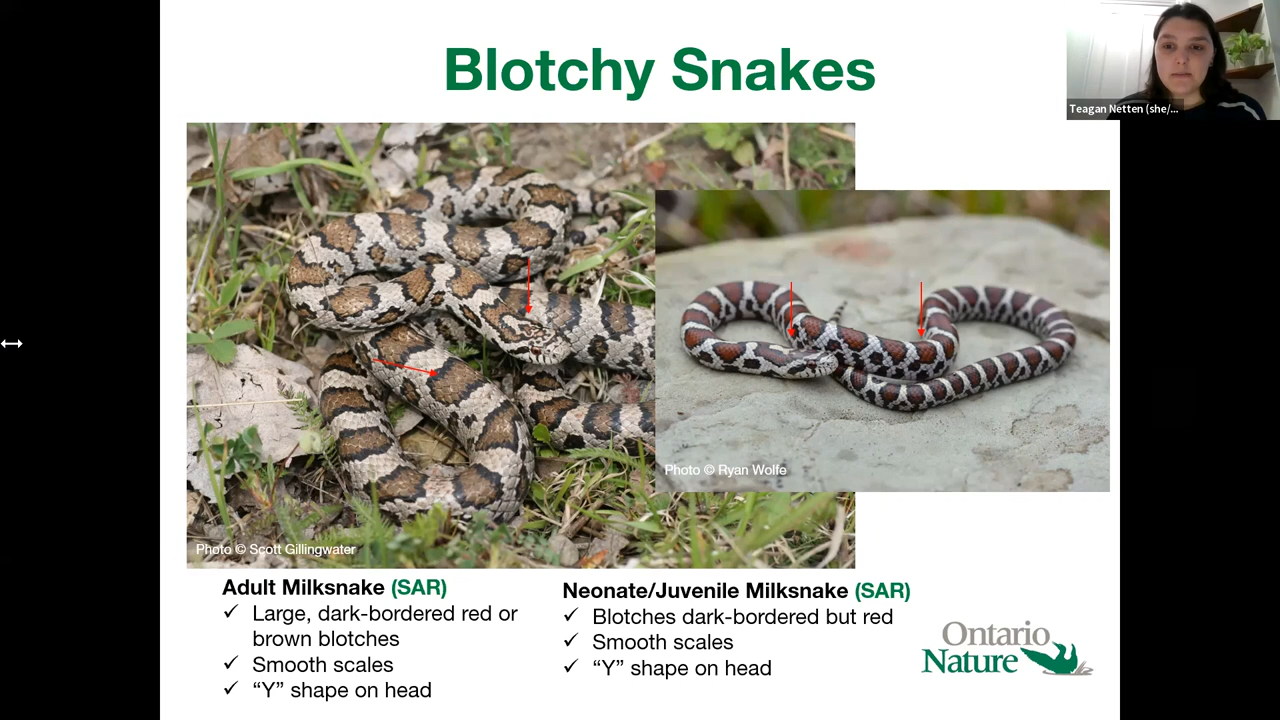 Blotchy Snakes
Teagan Netten (she/...
Photo © Ryan Wolfe
Photo © Scott Gillingwater
Adult Milksnake (SAR)
✓ Large, dark-bordered red or
brown blotches
✓ Smooth scales
✓ “Y” shape on head
Neonate/Juvenile Milksnake (SAR)
✓ Blotches dark-bordered but red
✓ Smooth scales
✓ “Y” shape on head
Ontario
Nature